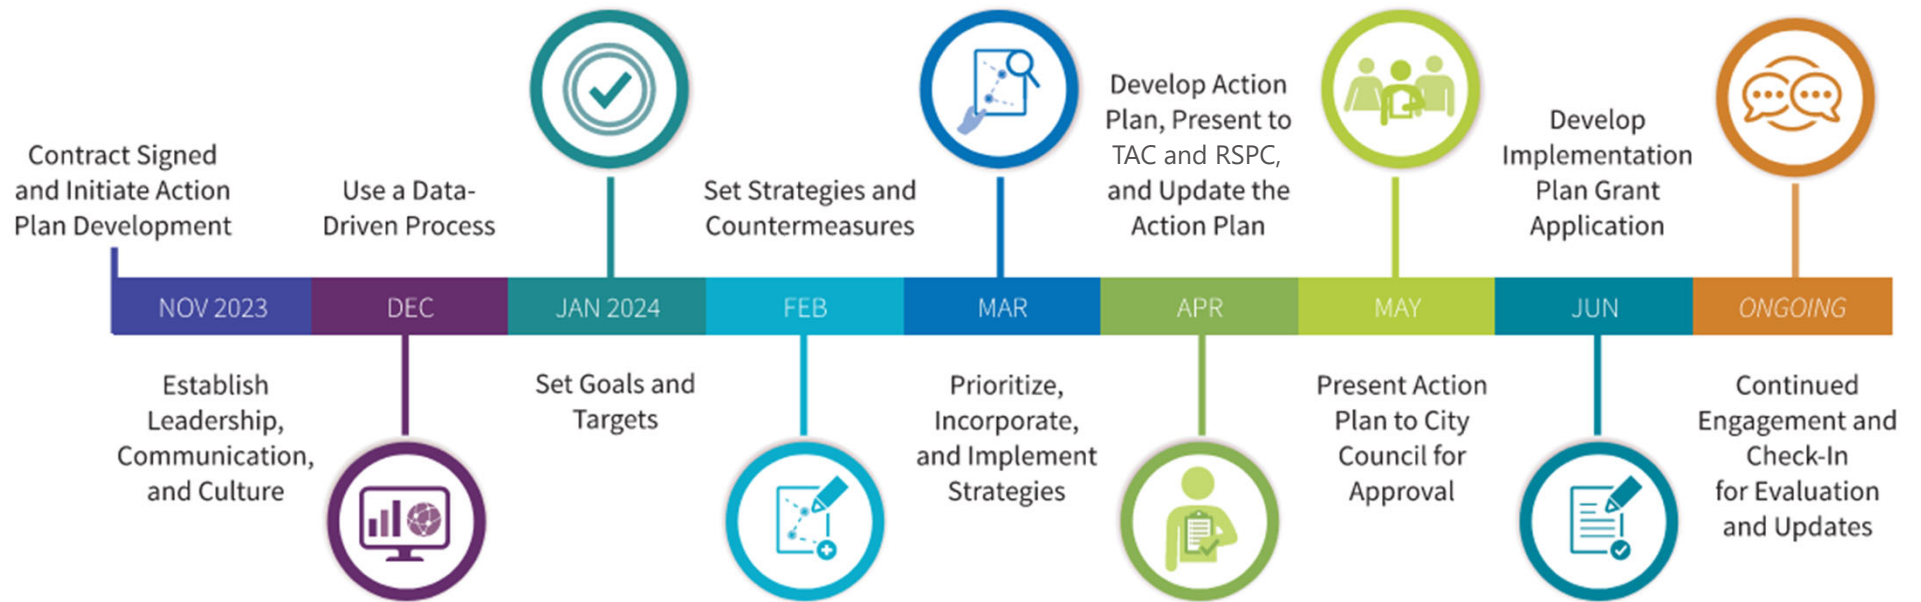 Contract Signed
and Initiate Action
Plan Development
Use a Data-
Driven Process
Set Strategies and
Countermeasures
Develop Action
Plan, Present to
TAC and RSPC,
and Update the
Action Plan
Develop
Implementation
Plan Grant
Application
NOV 2023
DEC
JAN 2024
FEB
MAR
APR
MAY
JUN
ONGOING
Establish
Leadership,
Communication,
and Culture
Set Goals and
Targets
Prioritize,
Incorporate,
and Implement
Strategies
Present Action
Plan to City
Council for
Approval
Continued
Engagement and
Check-In
for Evaluation
and Updates